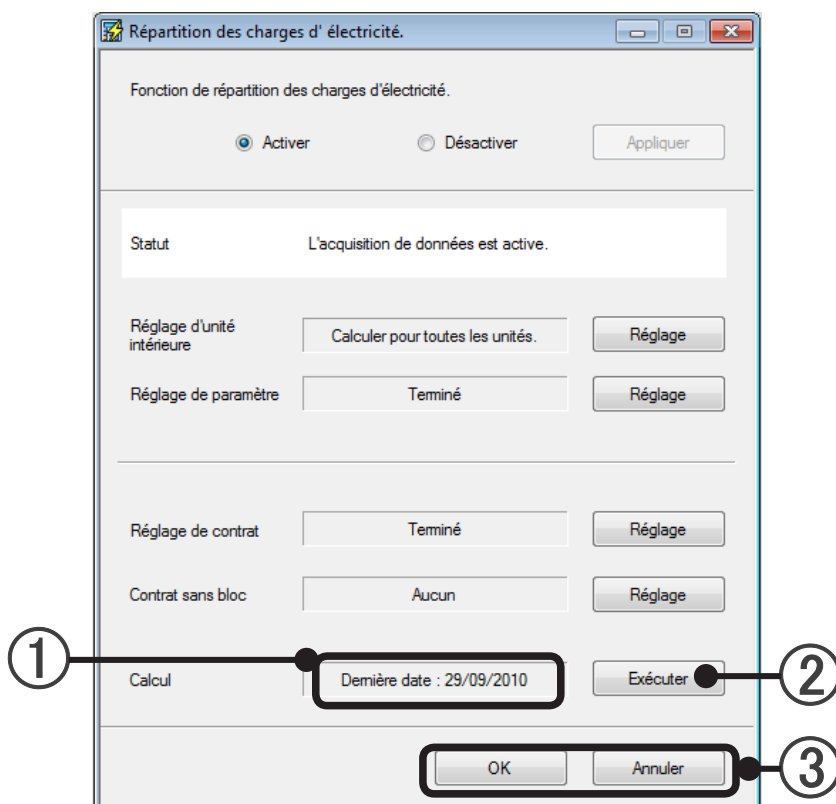 Répartition des charges d' électricité.
Fonction de répartition des charges d'électricité.
Activer Désactiver Appliquer
Statut L'acquisition de données est active.
Réglage d'unité
intérieure
Calculer pour toutes les unités. Réglage
Réglage de paramètre Terminé Réglage
Réglage de contrat Terminé Réglage
Contrat sans bloc Aucun Réglage
1
Calcul Dernière date : 29/09/2010 Exécuter 2
OK Annuler 3